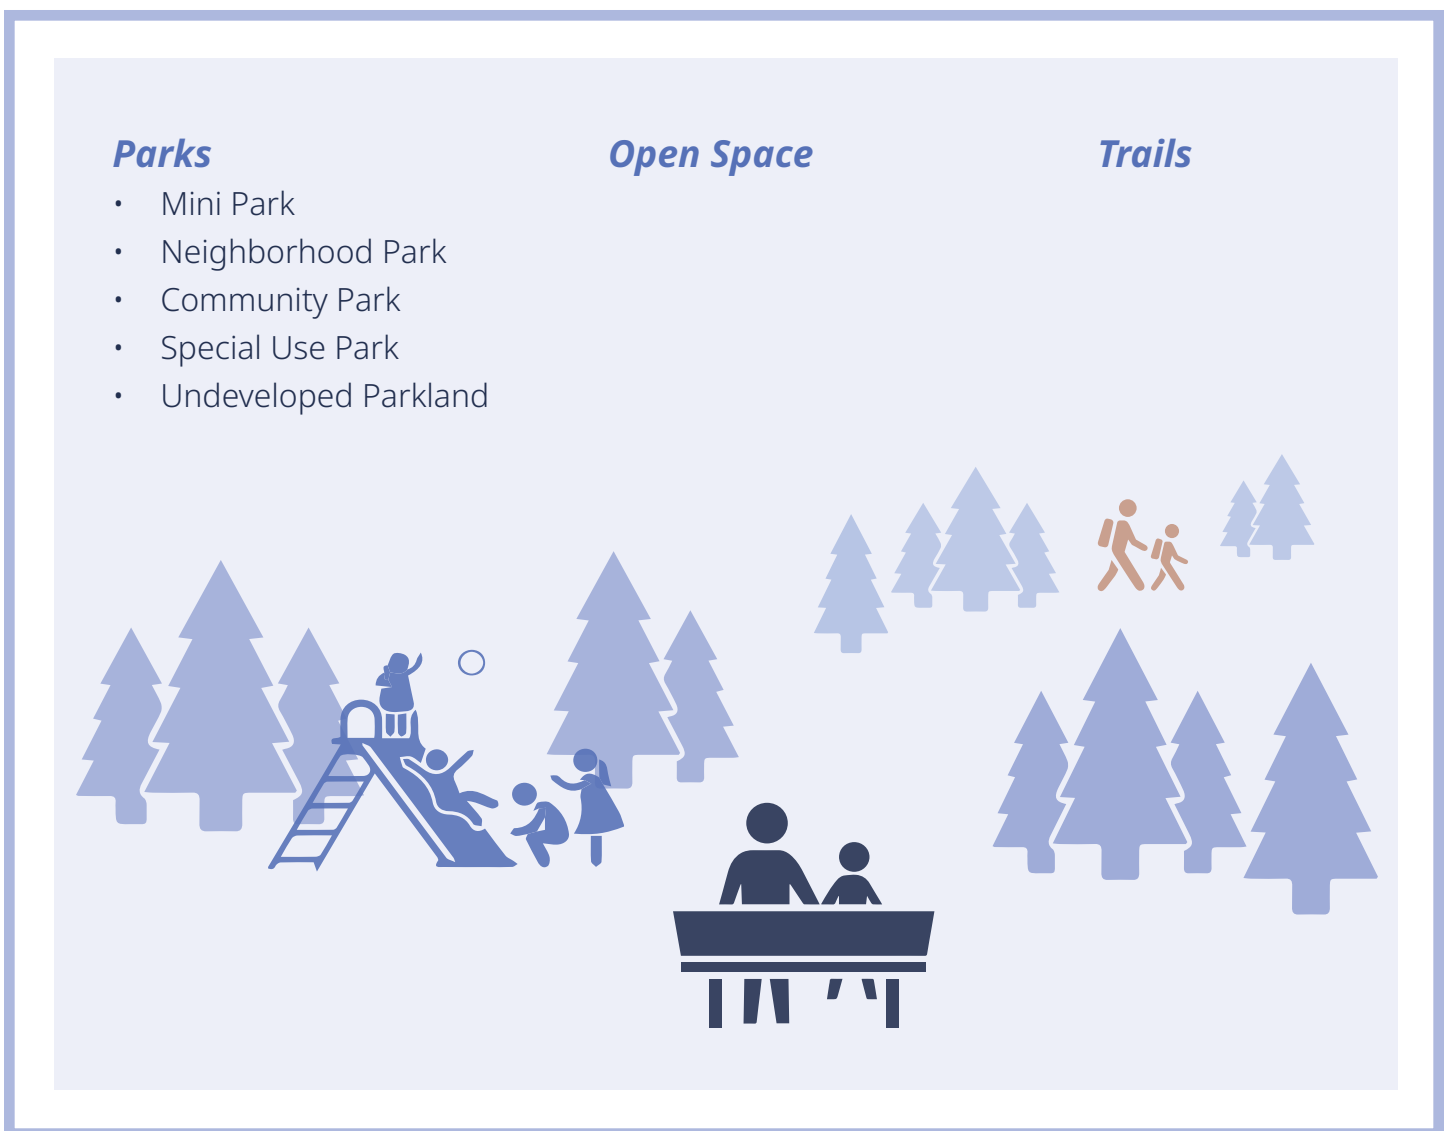 Parks
• Mini Park
• Neighborhood Park
• Community Park
• Special Use Park
• Undeveloped Parkland
Open Space
Trails